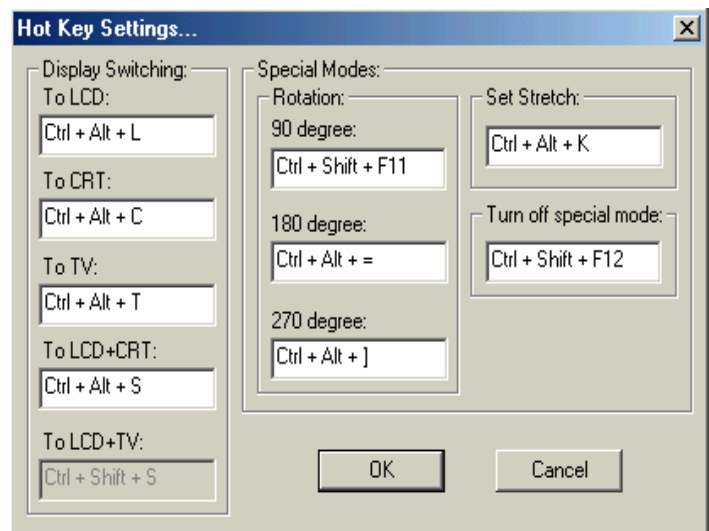 Hot Key Settings...
Display Switching:
To LCD:
Ctrl + Alt + L
To CRT:
Ctrl + Alt + C
To TV:
Ctrl + Alt + T
To LCD+CRT:
Ctrl + Alt + S
To LCD+TV:
Ctrl + Shift + S
Special Modes:
Rotation:
90 degree:
Ctrl + Shift + F11
180 degree:
Ctrl + Alt + =
270 degree:
Ctrl + Alt + ]
Set Stretch:
Ctrl + Alt + K
Turn off special mode:
Ctrl + Shift + F12
OK
Cancel